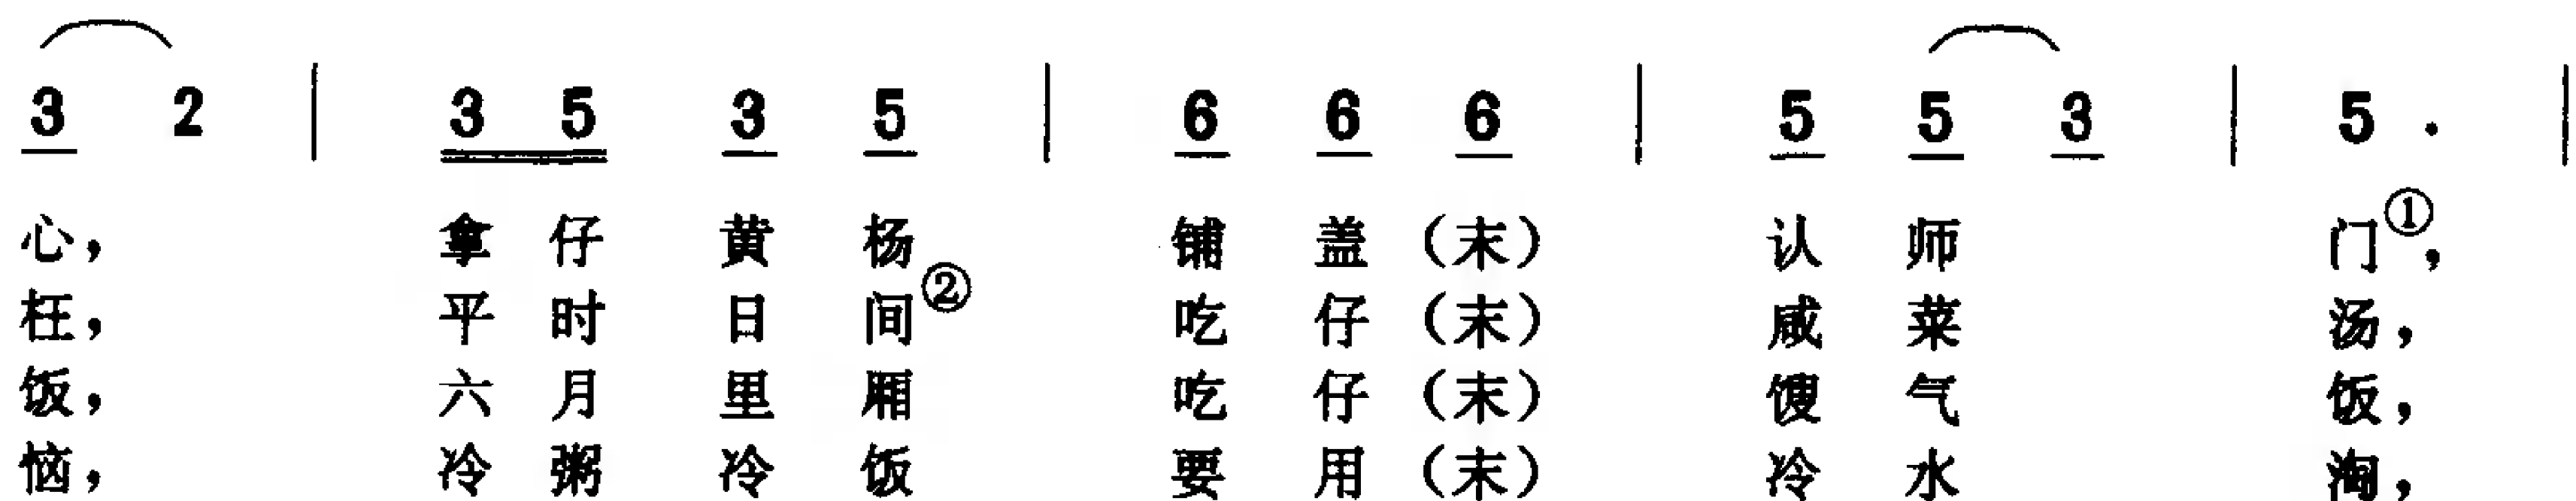 3 2 | 3 5 3 5 | 6 6 6 | 5 5 3 | 5 · |
心, 拿仔黄杨 铺盖(末) 认师 门①,
枉, 平时日间② 吃仔(末) 咸菜 汤,
饭, 六月里厢 吃仔(末) 馊气 饭,
恼, 冷粥冷饭 要用(末) 冷水 淘,